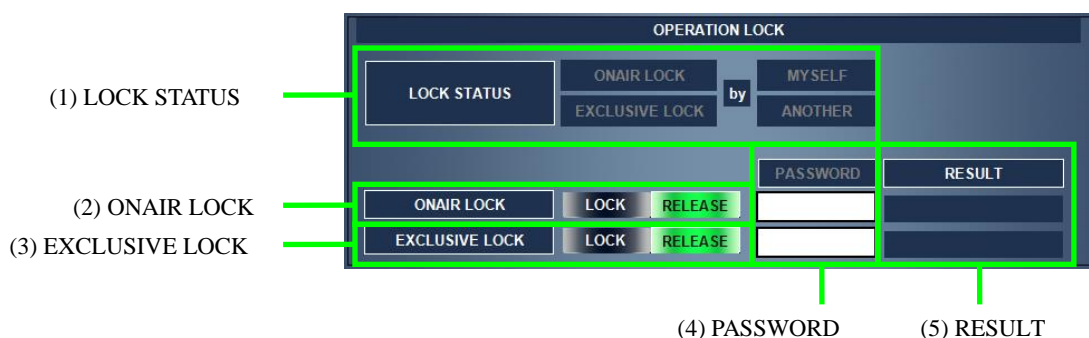 OPERATION LOCK
(1) LOCK STATUS
LOCK STATUS
ONAIR LOCK
EXCLUSIVE LOCK
by
MYSELF
ANOTHER
PASSWORD
RESULT
(2) ONAIR LOCK
ONAIR LOCK
LOCK
RELEASE
(3) EXCLUSIVE LOCK
EXCLUSIVE LOCK
LOCK
RELEASE
(4) PASSWORD
(5) RESULT